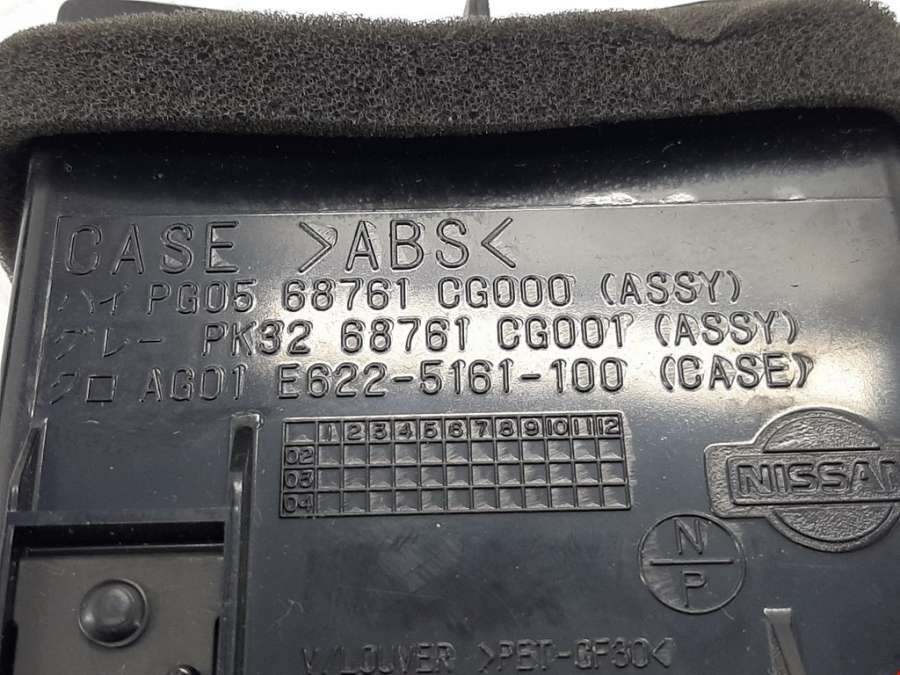 CASE >ABS<
ハイ PG05 68761 CG000 (ASSY)
グレー PK32 68761 CG001 (ASSY)
クロ AG01 E622-5161-100 (CASE)
1 2 3 4 5 6 7 8 9 10 11 12
02
03
04
NISSAN
N
P
V/LOUVER >PET-GF30<